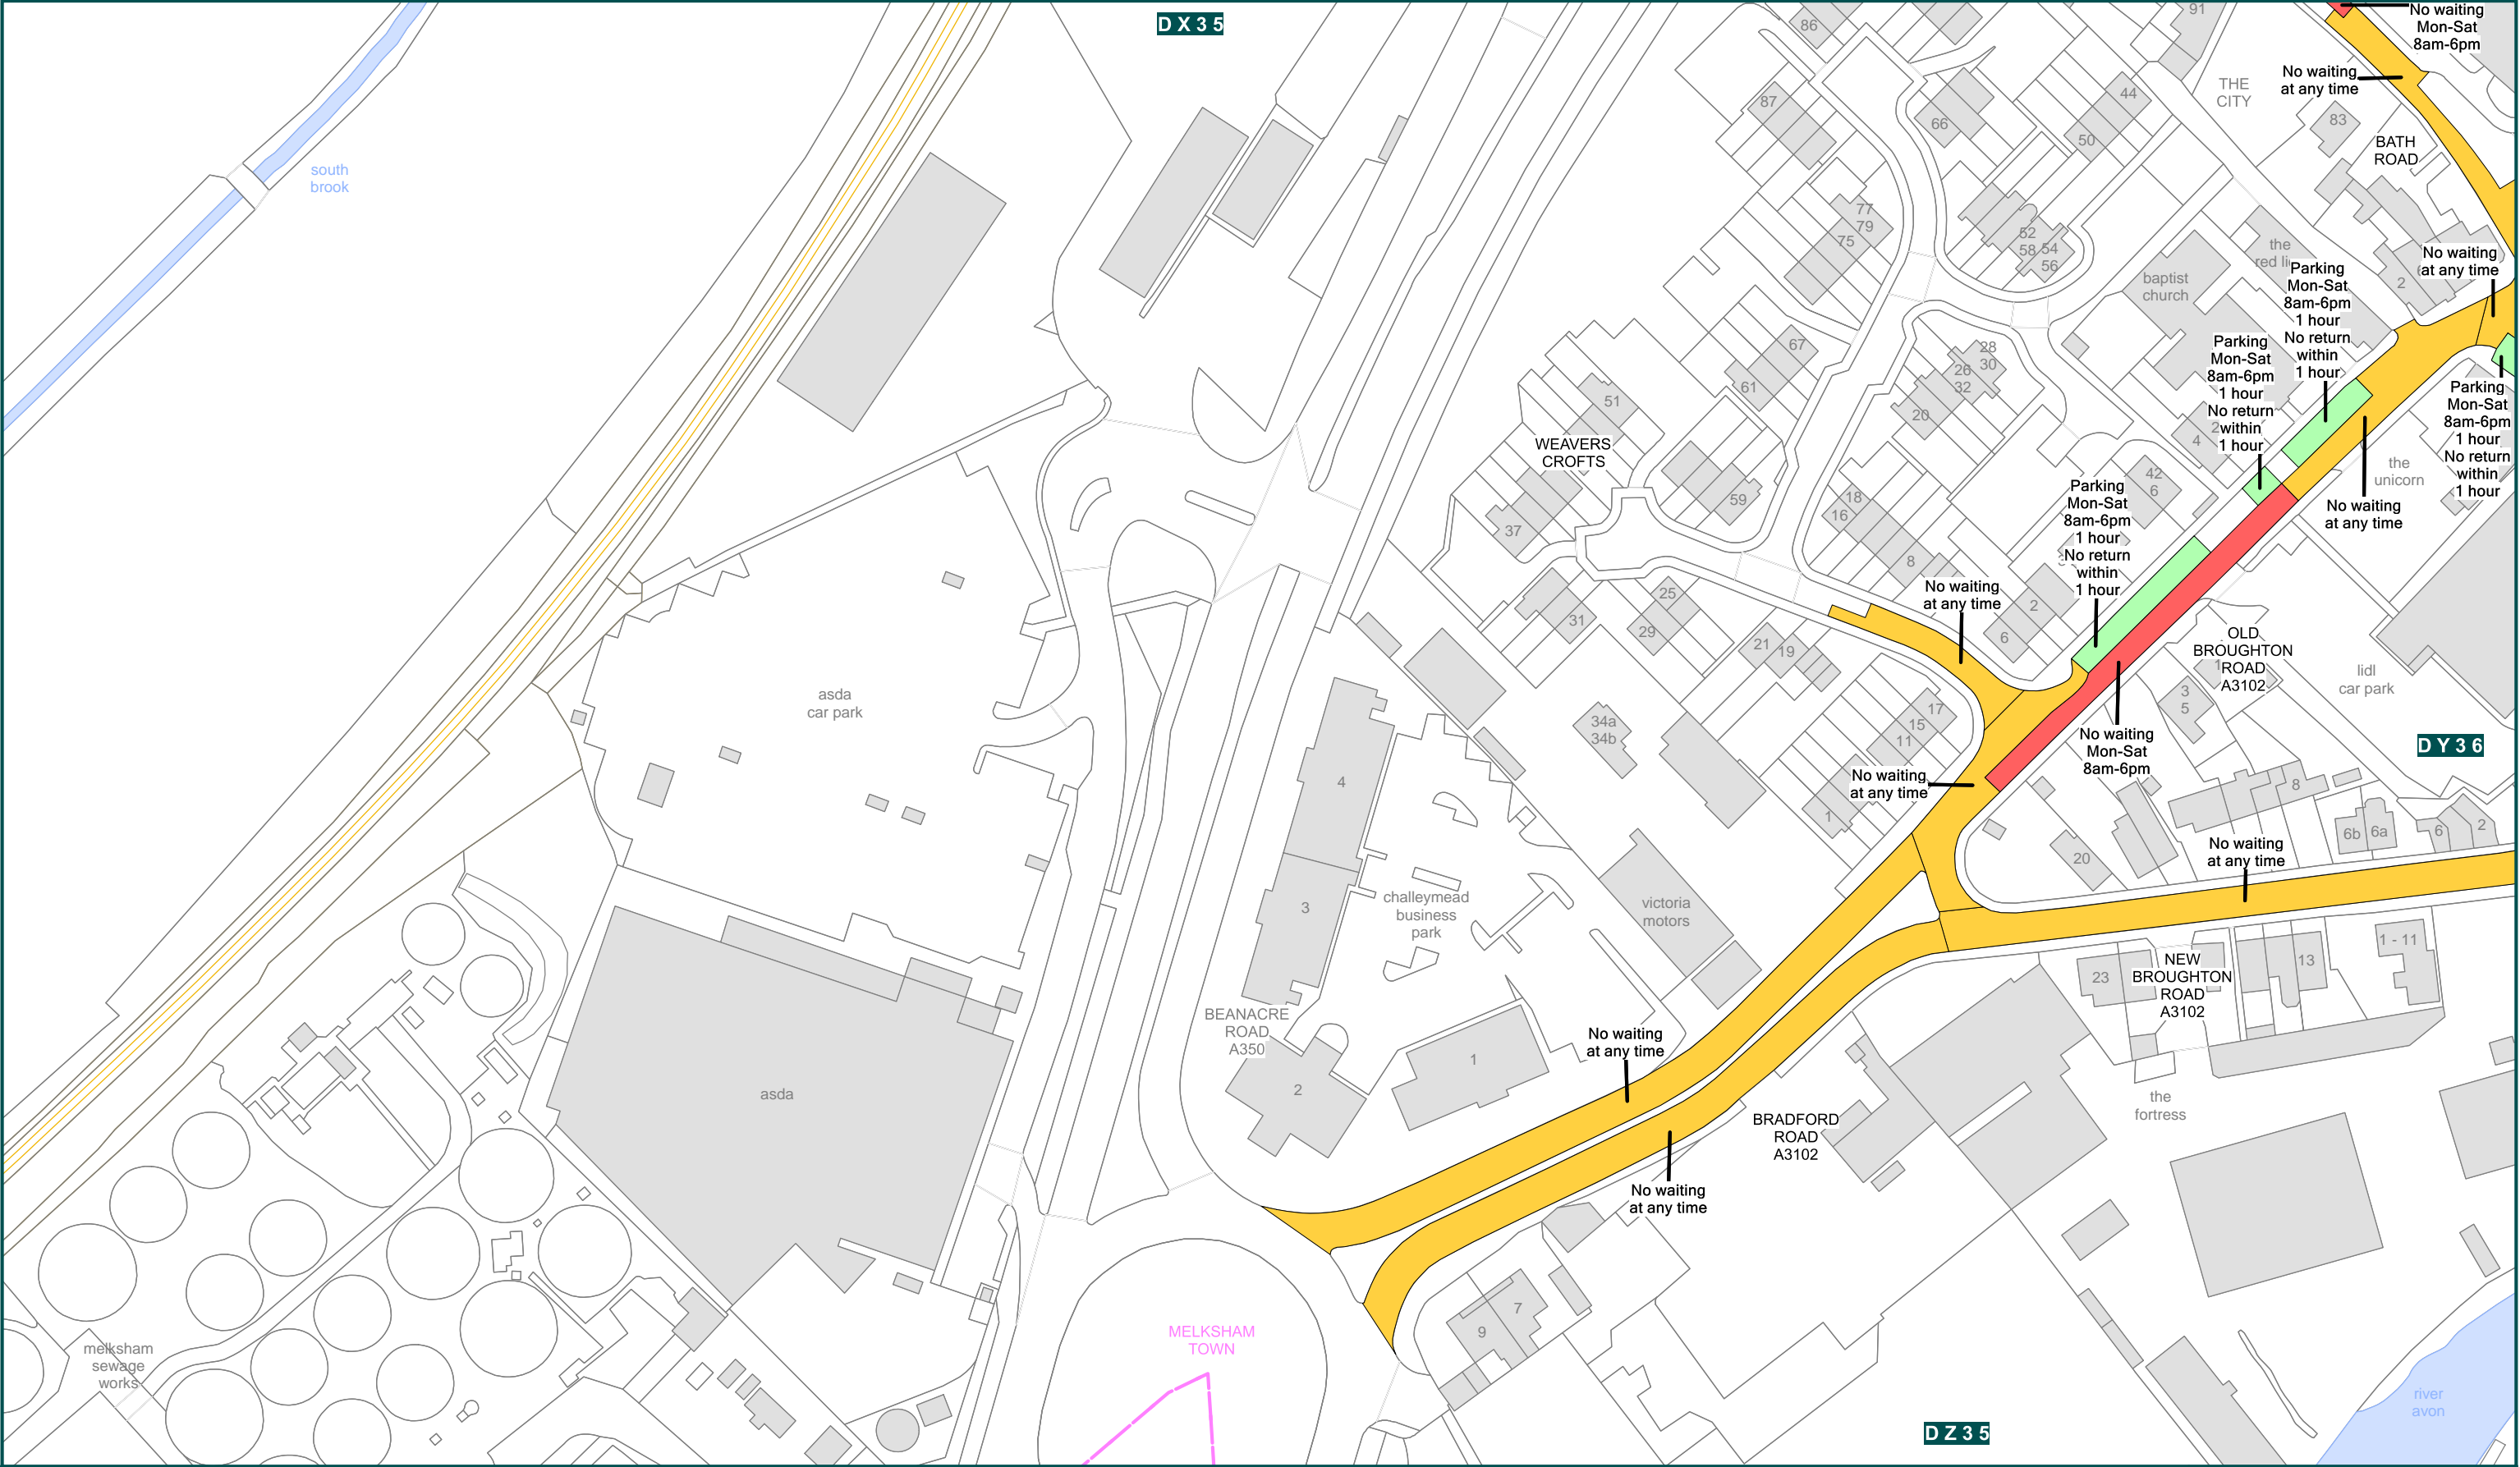 DX35
No waiting
Mon-Sat
8am-6pm
No waiting
at any time
THE
CITY
BATH
ROAD
86
91
87
66
44
50
83
south
brook
77
79
75
52
58
54
56
the
baptist
church
2
No waiting
at any time
Parking
Mon-Sat
8am-6pm
1 hour
No return
within
1 hour
Parking
Mon-Sat
8am-6pm
1 hour
No return
within
1 hour
Parking
Mon-Sat
8am-6pm
1 hour
No return
within
1 hour
67
61
28
30
26
32
20
51
WEAVERS
CROFTS
4
the
unicorn
No waiting
at any time
59
37
18
16
8
42
6
Parking
Mon-Sat
8am-6pm
1 hour
No return
within
1 hour
No waiting
at any time
25
31
29
21
19
2
6
OLD
BROUGHTON
ROAD
A3102
lidl
car park
3
5
asda
car park
34a
34b
17
15
11
1
No waiting
at any time
No waiting
Mon-Sat
8am-6pm
DY36
4
3
8
6b
6a
6
2
20
No waiting
at any time
challeymead
business
park
victoria
motors
23
NEW
BROUGHTON
ROAD
A3102
13
1 - 11
BEANACRE
ROAD
A350
No waiting
at any time
1
2
asda
the
fortress
BRADFORD
ROAD
A3102
No waiting
at any time
7
9
MELKSHAM
TOWN
melksham
sewage
works
river
avon
DZ35